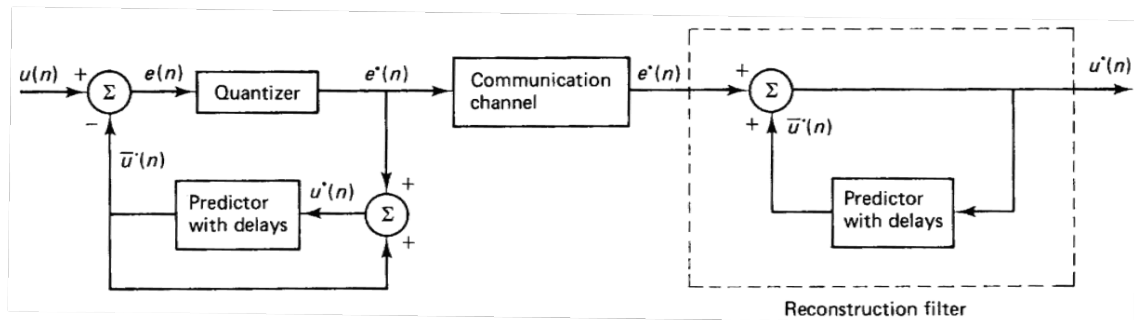 u(n)
+
Σ
−
e(n)
Quantizer
e•(n)
Communication
channel
e•(n)
+
Σ
+
u̅•(n)
u•(n)
u̅•(n)
Predictor
with delays
u•(n)
+
Σ
+
Predictor
with delays
Reconstruction filter